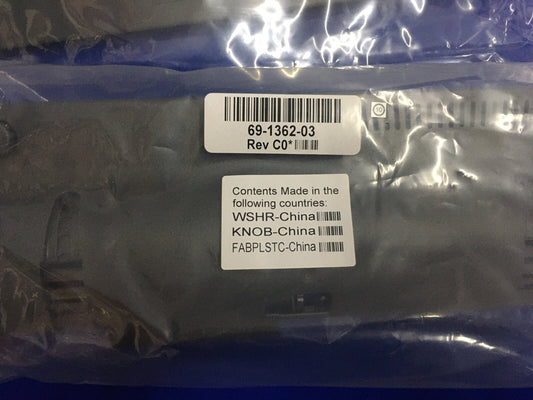 69-1362-03
Rev C0*
Contents Made in the
following countries:
WSHR-China
KNOB-China
FABPLSTC-China